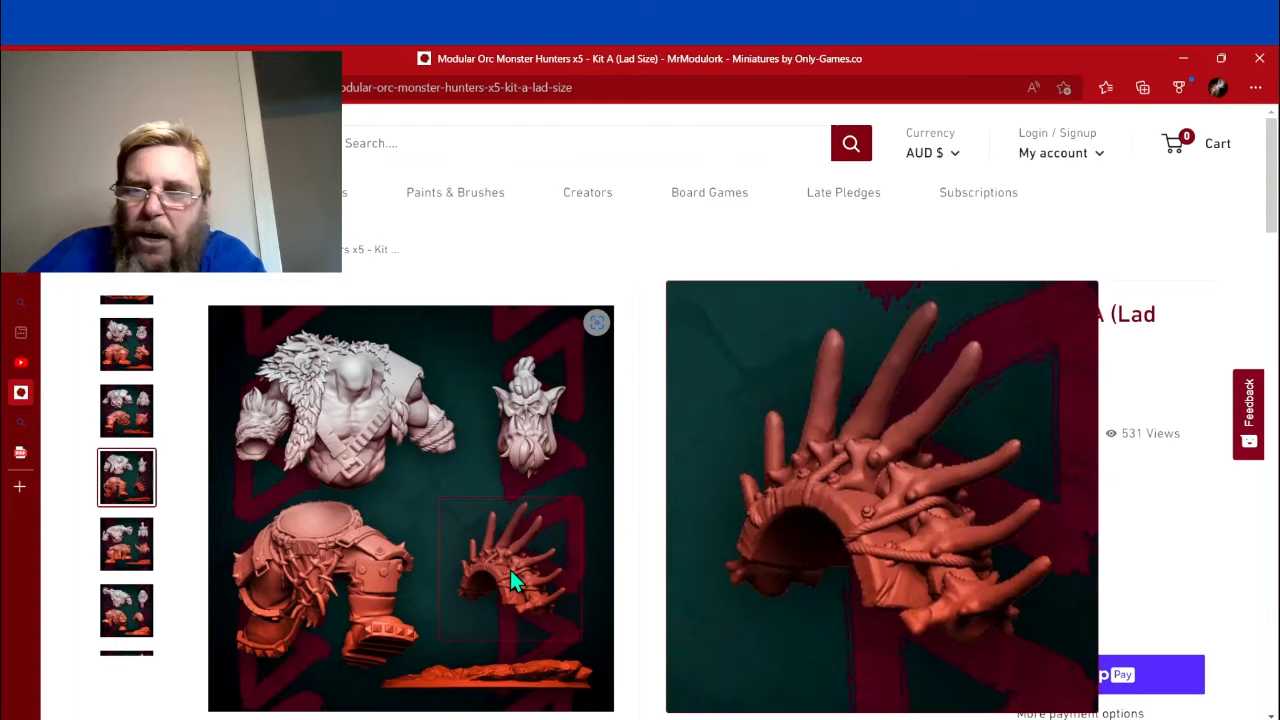 Modular Orc Monster Hunters x5 - Kit A (Lad Size) - MrModulork - Miniatures by Only-Games.co
odular-orc-monster-hunters-x5-kit-a-lad-size
Search....
Currency
AUD $
Login / Signup
My account
0
Cart
s
Paints & Brushes
Creators
Board Games
Late Pledges
Subscriptions
rs x5 - Kit ...
A (Lad
531 Views
Feedback
Pay
More payment options
PDF